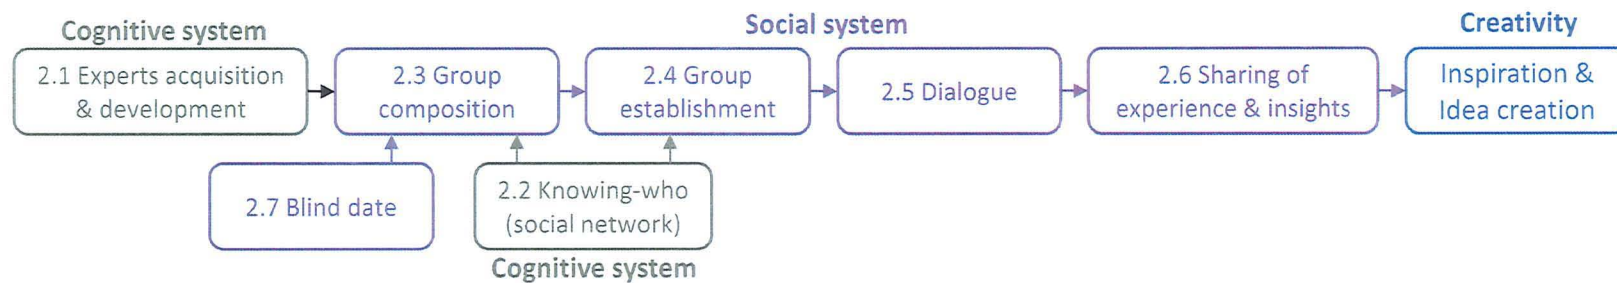 Cognitive system
Social system
Creativity
2.1 Experts acquisition
& development
2.3 Group
composition
2.4 Group
establishment
2.5 Dialogue
2.6 Sharing of
experience & insights
Inspiration &
Idea creation
2.7 Blind date
2.2 Knowing-who
(social network)
Cognitive system